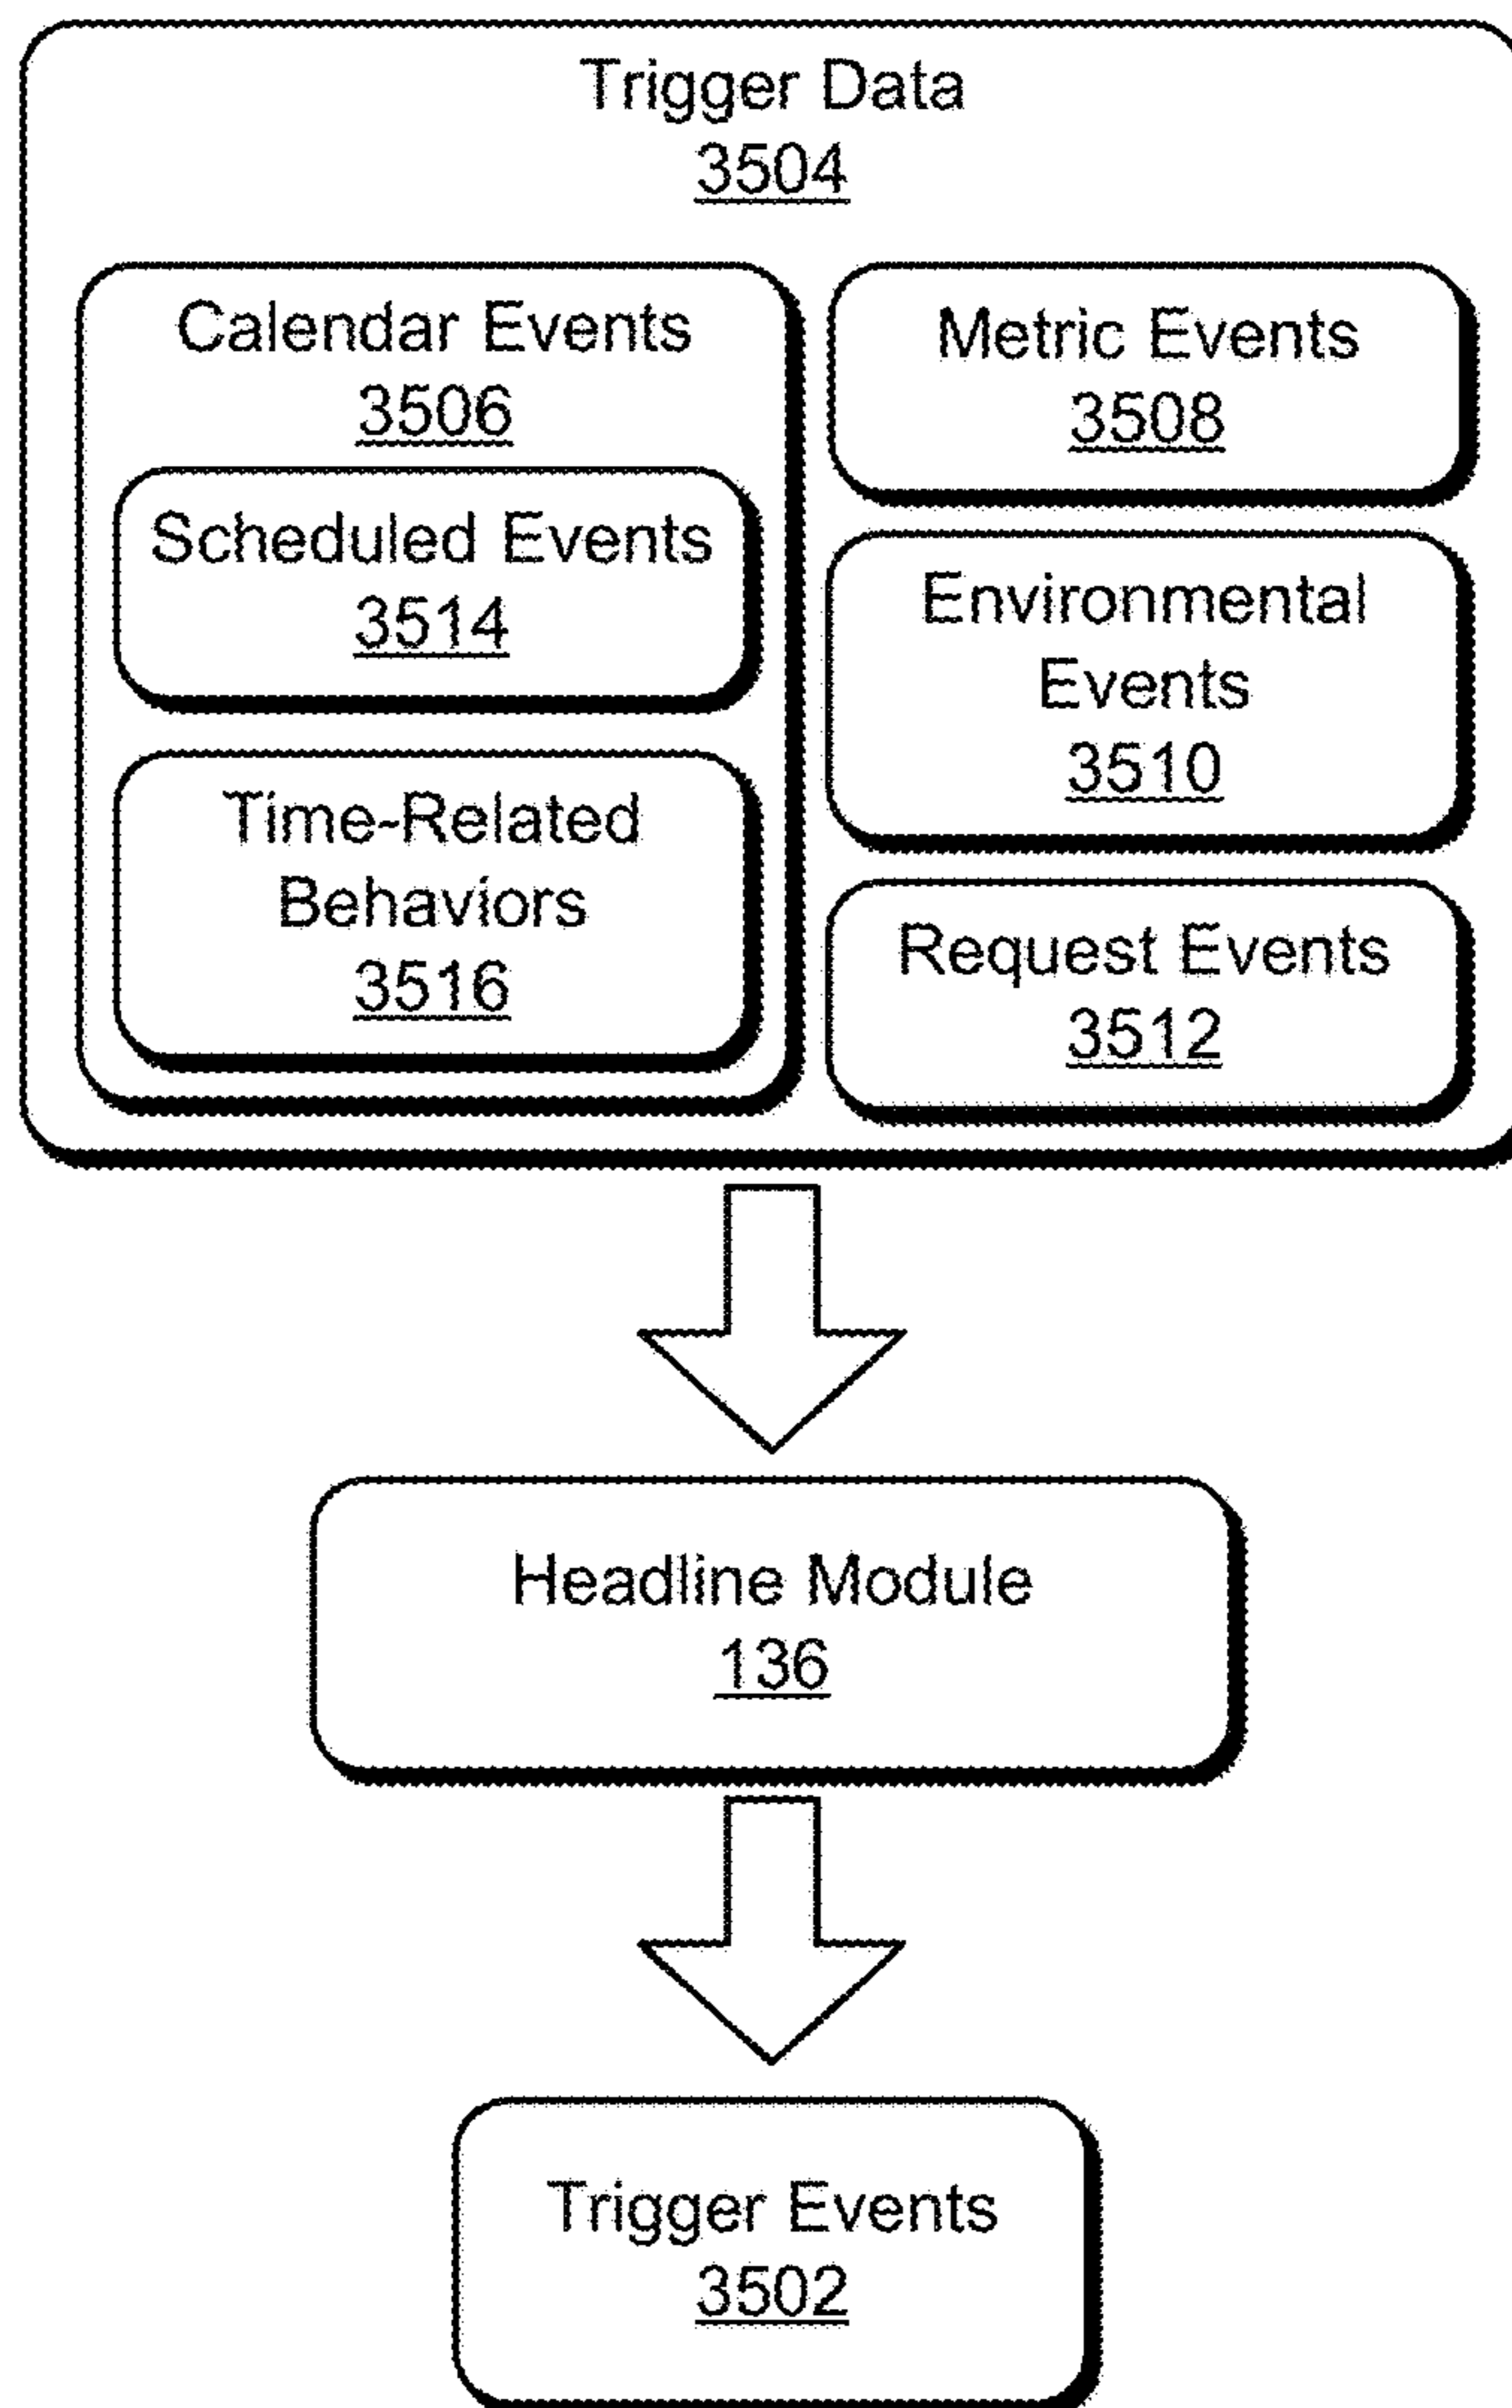 Trigger Data
3504
Calendar Events
3506
Scheduled Events
3514
Time-Related
Behaviors
3516
Metric Events
3508
Environmental
Events
3510
Request Events
3512
Headline Module
136
Trigger Events
3502